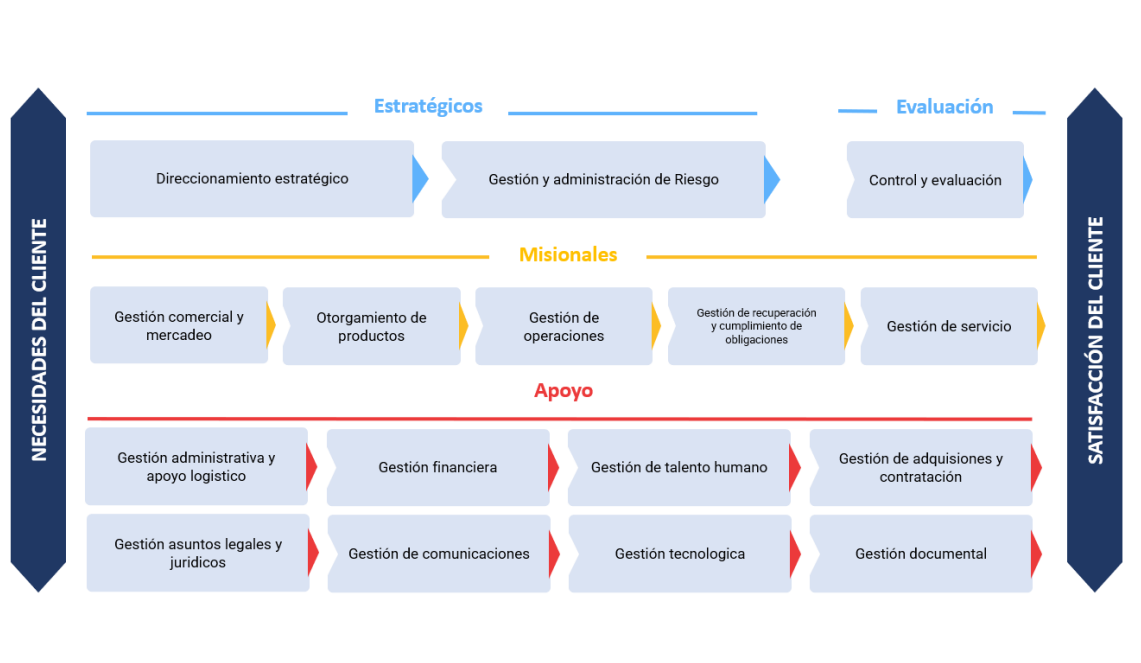 Estratégicos
Evaluación
Direccionamiento estratégico
Gestión y administración de Riesgo
Control y evaluación
NECESIDADES DEL CLIENTE
SATISFACCIÓN DEL CLIENTE
Misionales
Gestión comercial y
mercadeo
Otorgamiento de
productos
Gestión de
operaciones
Gestión de recuperación
y cumplimiento de
obligaciones
Gestión de servicio
Apoyo
Gestión administrativa y
apoyo logistico
Gestión financiera
Gestión de talento humano
Gestión de adquisiones y
contratación
Gestión asuntos legales y
juridicos
Gestión de comunicaciones
Gestión tecnologica
Gestión documental